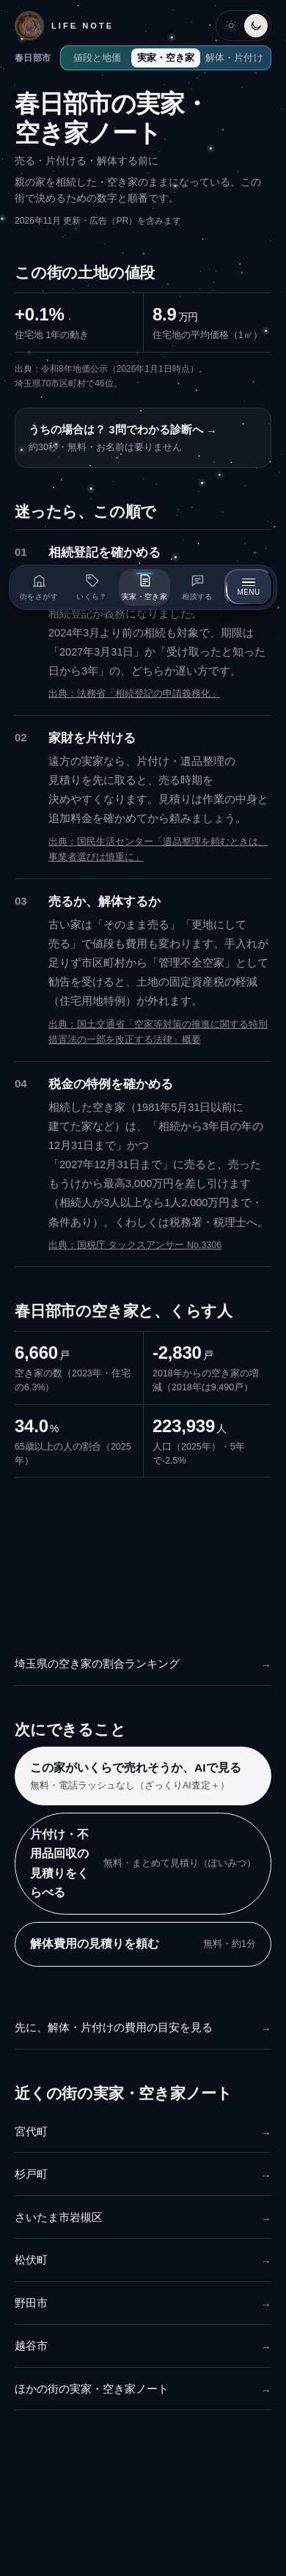 LIFE NOTE
春日部市
値段と地価
実家・空き家
解体・片付け
春日部市の実家・
空き家ノート
売る・片付ける・解体する前に
親の家を相続した・空き家のままになっている。この
街で決めるための数字と順番です。
2026年11月 更新・広告（PR）を含みます
この街の土地の値段
+0.1% .
住宅地 1年の動き
8.9 万円
住宅地の平均価格（1㎡）
出典：令和8年地価公示（2026年1月1日時点）。
埼玉県70市区町村で46位。
うちの場合は？ 3問でわかる診断へ →
約30秒・無料・お名前は要りません
迷ったら、この順で
01
相続登記を確かめる
街をさがす
いくら？
実家・空き家
相談する
MENU
相続登記が義務になりました。
2024年3月より前の相続も対象で、期限は
「2027年3月31日」か「受け取ったと知った
日から3年」の、どちらか遅い方です。
出典：法務省「相続登記の申請義務化」
02
家財を片付ける
遠方の実家なら、片付け・遺品整理の
見積りを先に取ると、売る時期を
決めやすくなります。見積りは作業の中身と
追加料金を確かめてから頼みましょう。
出典：国民生活センター「遺品整理を頼むときは、
事業者選びは慎重に」
03
売るか、解体するか
古い家は「そのまま売る」「更地にして
売る」で値段も費用も変わります。手入れが
足りず市区町村から「管理不全空家」として
勧告を受けると、土地の固定資産税の軽減
（住宅用地特例）が外れます。
出典：国土交通省「空家等対策の推進に関する特別
措置法の一部を改正する法律」概要
04
税金の特例を確かめる
相続した空き家（1981年5月31日以前に
建てた家など）は、「相続から3年目の年の
12月31日まで」かつ
「2027年12月31日まで」に売ると、売った
もうけから最高3,000万円を差し引けます
（相続人が3人以上なら1人2,000万円まで・
条件あり）。くわしくは税務署・税理士へ。
出典：国税庁 タックスアンサー No.3306
春日部市の空き家と、くらす人
6,660 戸
空き家の数（2023年・住宅
の6.3%）
-2,830 戸
2018年からの空き家の増
減（2018年は9,490戸）
34.0 %
65歳以上の人の割合（2025
年）
223,939 人
人口（2025年）・5年
で-2.5%
埼玉県の空き家の割合ランキング →
次にできること
この家がいくらで売れそうか、AIで見る
無料・電話ラッシュなし（ざっくりAI査定＋）
片付け・不
用品回収の
見積りをく
らべる
無料・まとめて見積り（ぽいみつ）
解体費用の見積りを頼む
無料・約1分
先に、解体・片付けの費用の目安を見る →
近くの街の実家・空き家ノート
宮代町 →
杉戸町 →
さいたま市岩槻区 →
松伏町 →
野田市 →
越谷市 →
ほかの街の実家・空き家ノート →